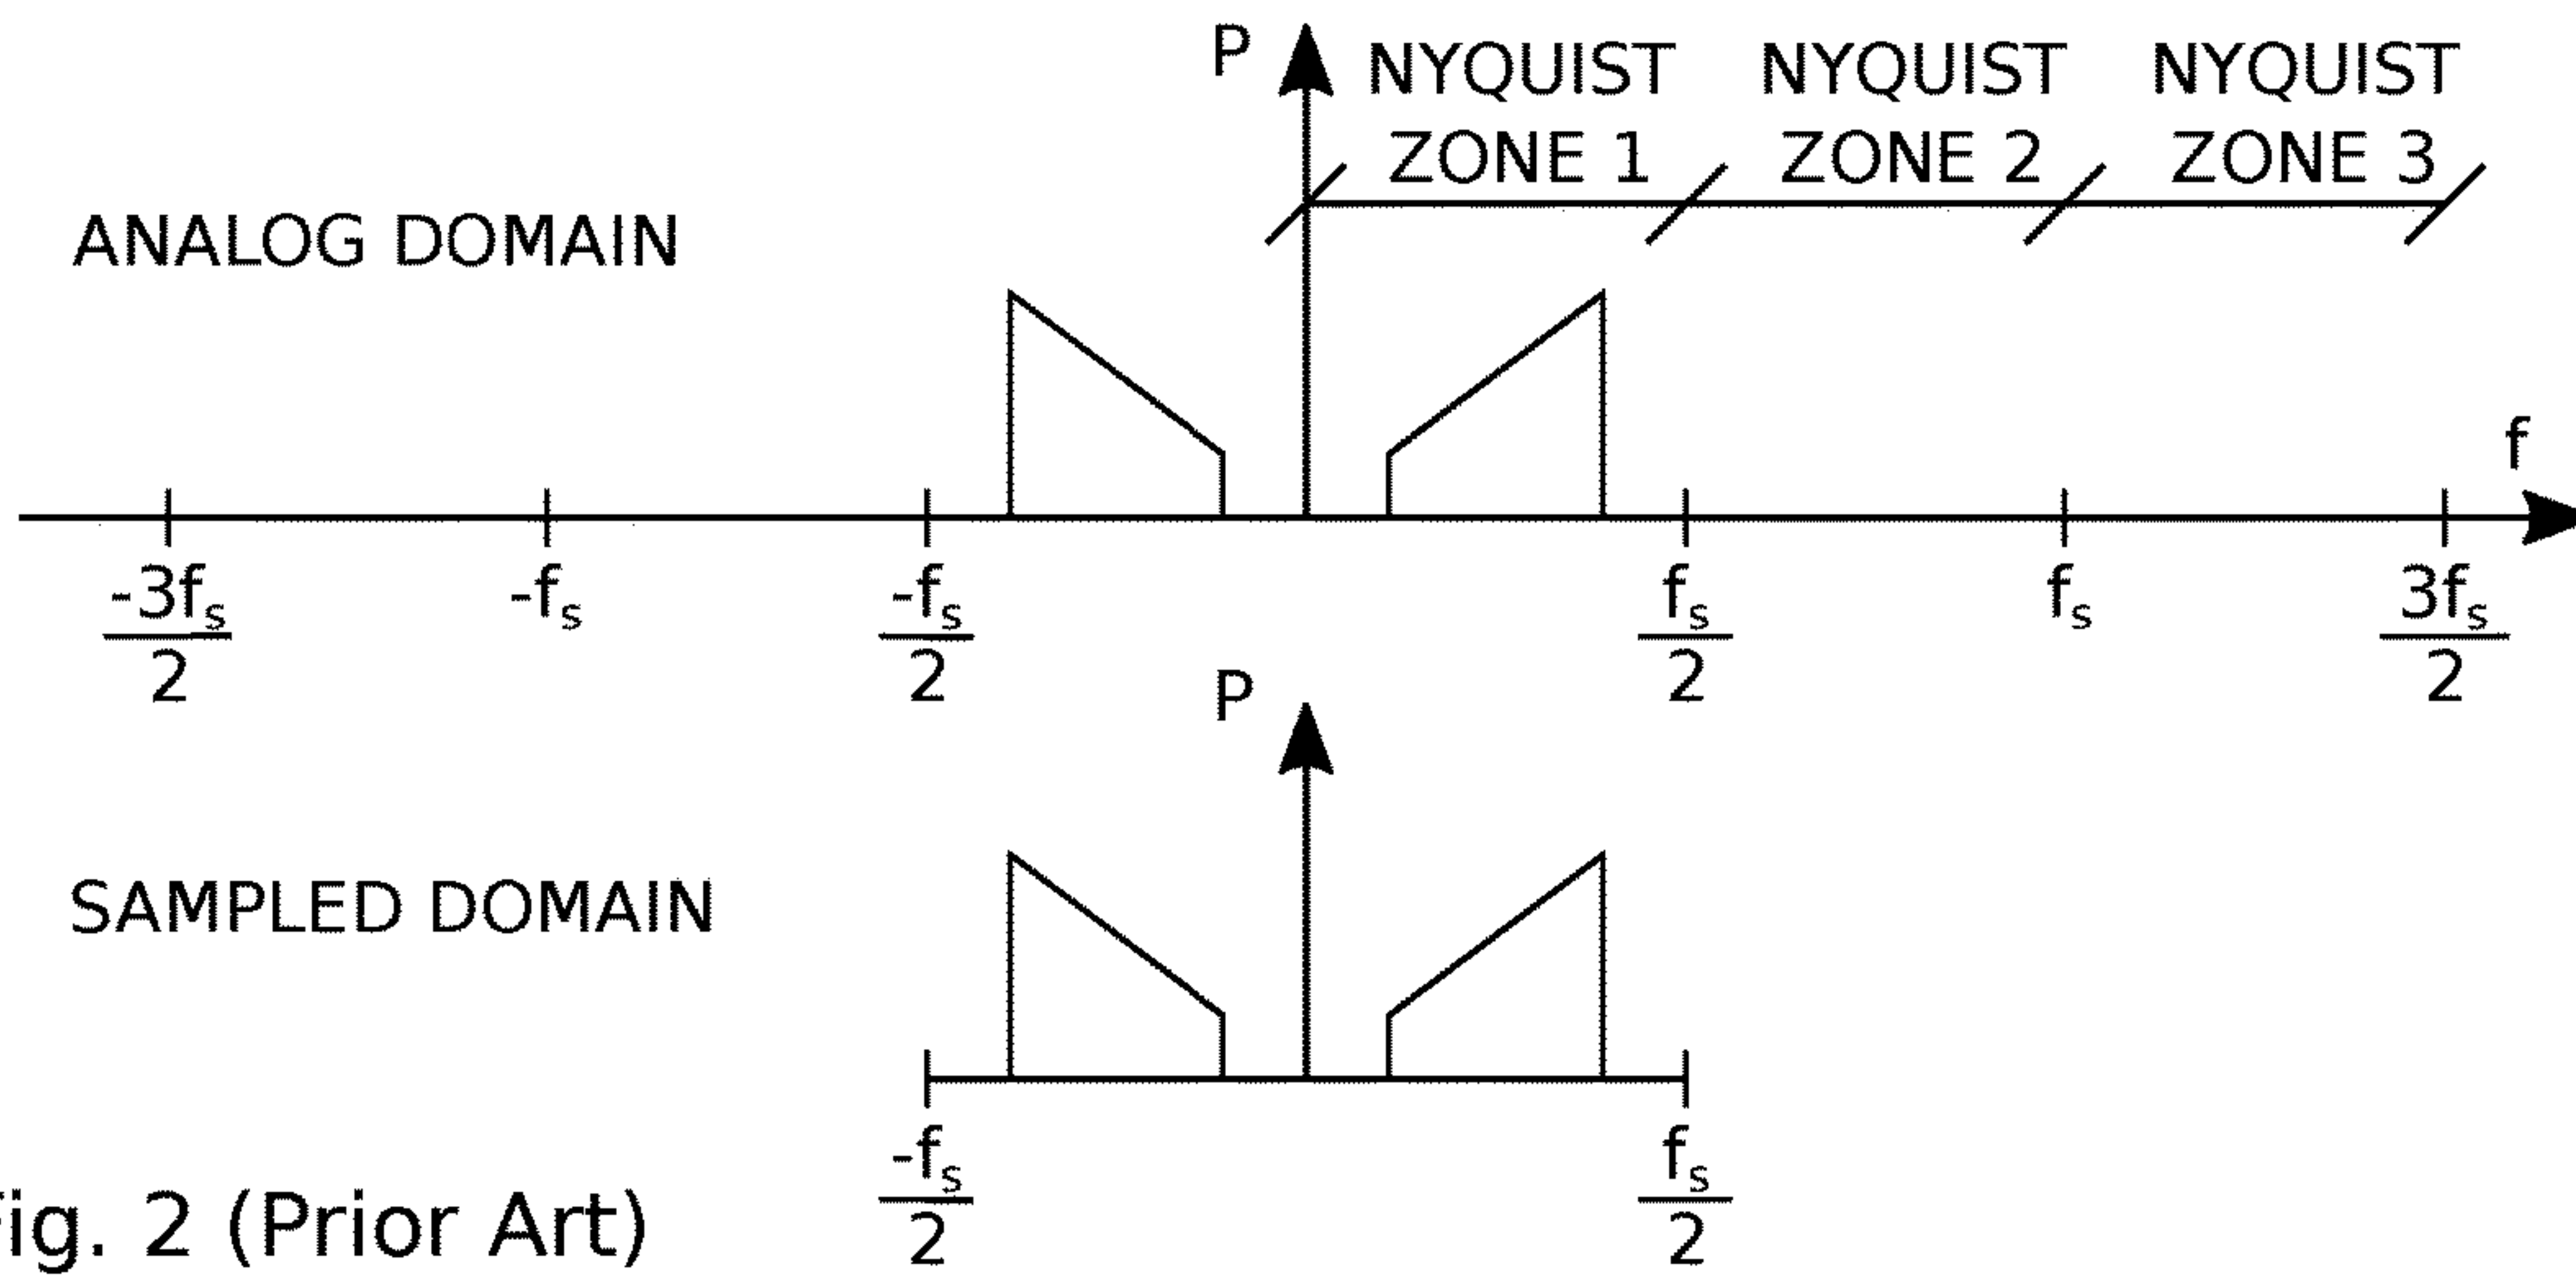 P
NYQUIST ZONE 1
NYQUIST ZONE 2
NYQUIST ZONE 3
ANALOG DOMAIN
f
-3fs/2
-fs
-fs/2
fs/2
fs
3fs/2
P
SAMPLED DOMAIN
-fs/2
fs/2
ig. 2 (Prior Art)